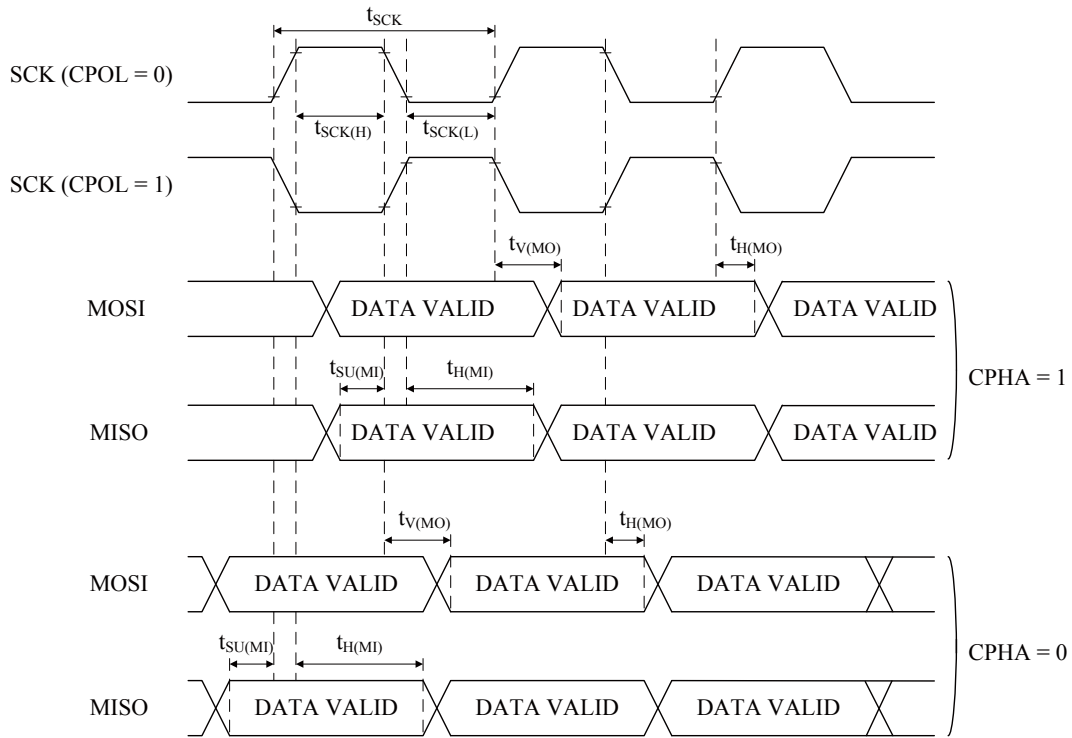 tSCK
SCK (CPOL = 0)
tSCK(H) tSCK(L)
SCK (CPOL = 1)
tV(MO) tH(MO)
MOSI DATA VALID DATA VALID DATA VALID
tSU(MI) tH(MI) CPHA = 1
MISO DATA VALID DATA VALID DATA VALID
tV(MO) tH(MO)
MOSI DATA VALID DATA VALID DATA VALID
tSU(MI) tH(MI) CPHA = 0
MISO DATA VALID DATA VALID DATA VALID